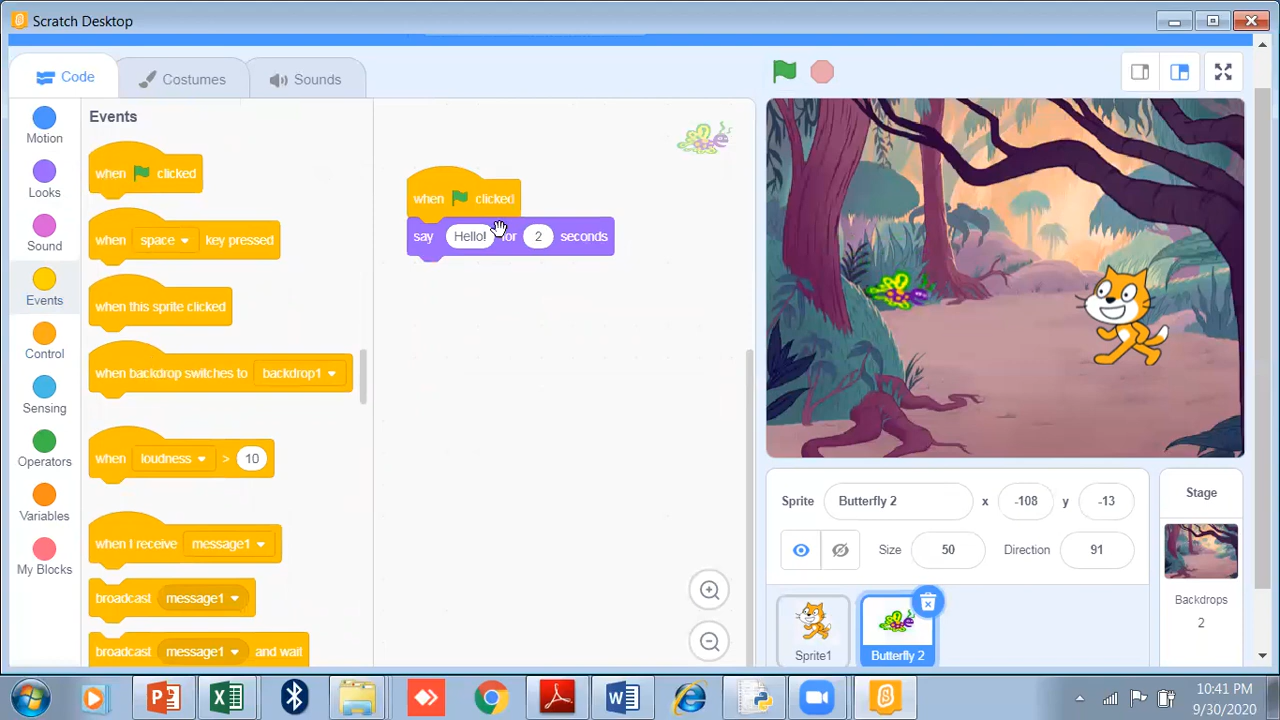 Scratch Desktop
Code
Costumes
Sounds
Motion
Looks
Sound
Events
Control
Sensing
Operators
Variables
My Blocks
Events
when clicked
when space key pressed
when this sprite clicked
when backdrop switches to backdrop1
when loudness > 10
when I receive message1
broadcast message1
broadcast message1 and wait
when clicked
say Hello! for 2 seconds
Sprite Butterfly 2 x -108 y -13
Size 50 Direction 91
Sprite1
Butterfly 2
Stage
Backdrops
2
10:41 PM
9/30/2020